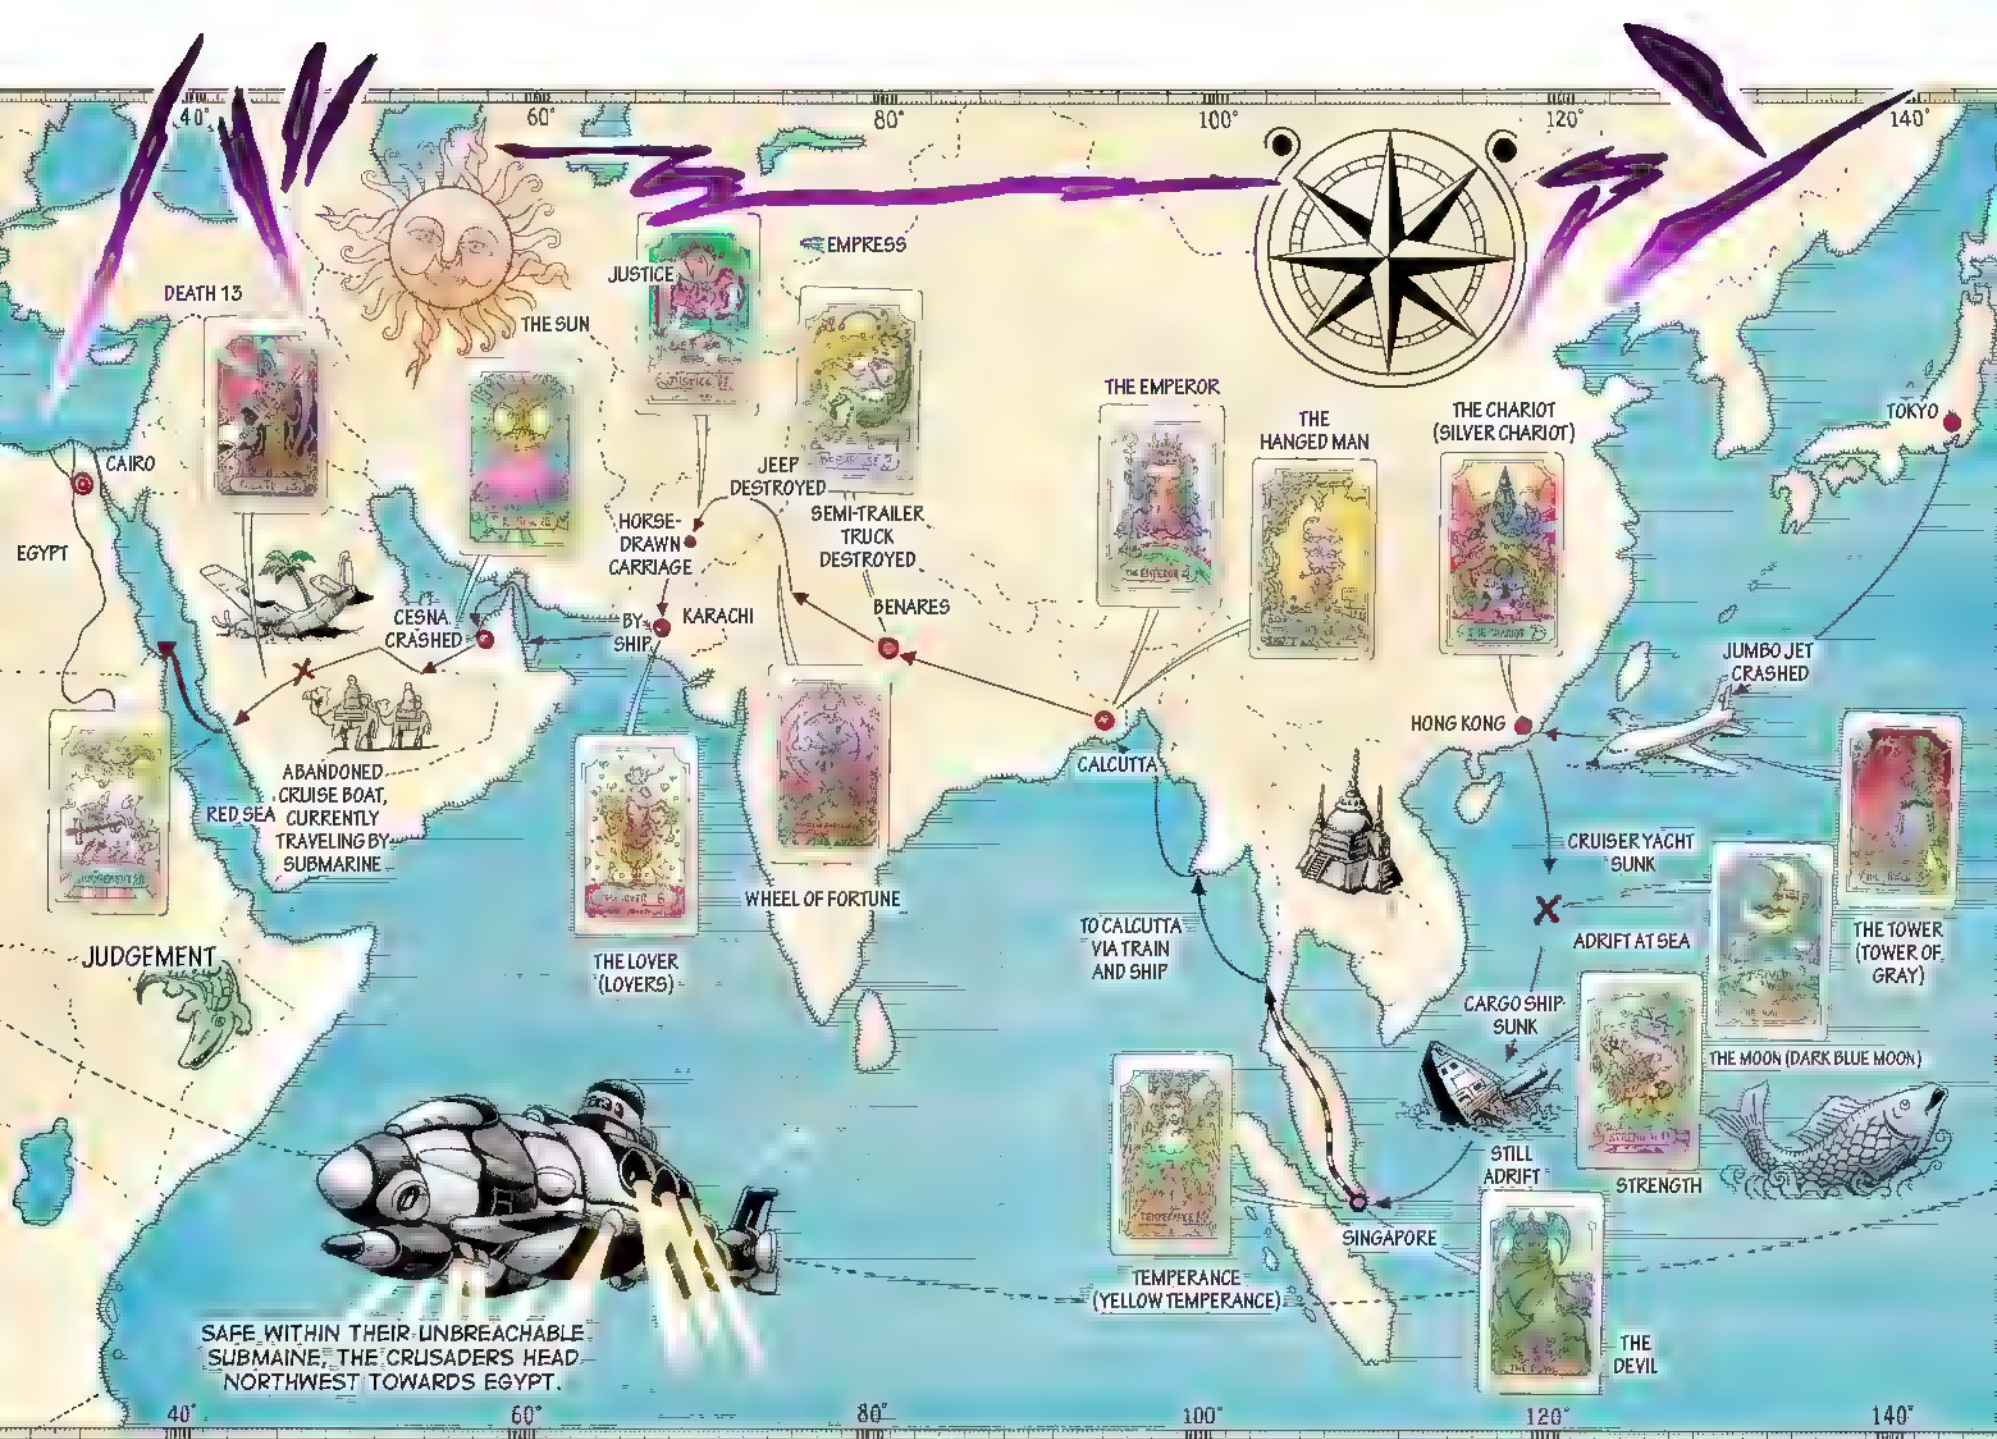 40°
60°
80°
100°
120°
140°
EMPRESS
JUSTICE
DEATH 13
THE SUN
THE EMPEROR
THE
HANGED MAN
THE CHARIOT
(SILVER CHARIOT)
TOKYO
CAIRO
JEEP
DESTROYED
HORSE-
DRAWN
CARRIAGE
SEMI-TRAILER
TRUCK
DESTROYED
EGYPT
CESNA
CRASHED
BY
SHIP
KARACHI
BENARES
JUMBO JET
CRASHED
HONG KONG
CALCUTTA
ABANDONED
CRUISE BOAT,
CURRENTLY
TRAVELING BY
SUBMARINE
RED SEA
CRUISER YACHT
SUNK
WHEEL OF FORTUNE
TO CALCUTTA
VIA TRAIN
AND SHIP
ADRIFT AT SEA
THE TOWER
(TOWER OF
GRAY)
JUDGEMENT
THE LOVER
(LOVERS)
CARGO SHIP
SUNK
THE MOON (DARK BLUE MOON)
STILL
ADRIFT
STRENGTH
SINGAPORE
TEMPERANCE
(YELLOW TEMPERANCE)
THE
DEVIL
SAFE WITHIN THEIR UNBREACHABLE
SUBMAINE, THE CRUSADERS HEAD
NORTHWEST TOWARDS EGYPT.
40°
60°
80°
100°
120°
140°